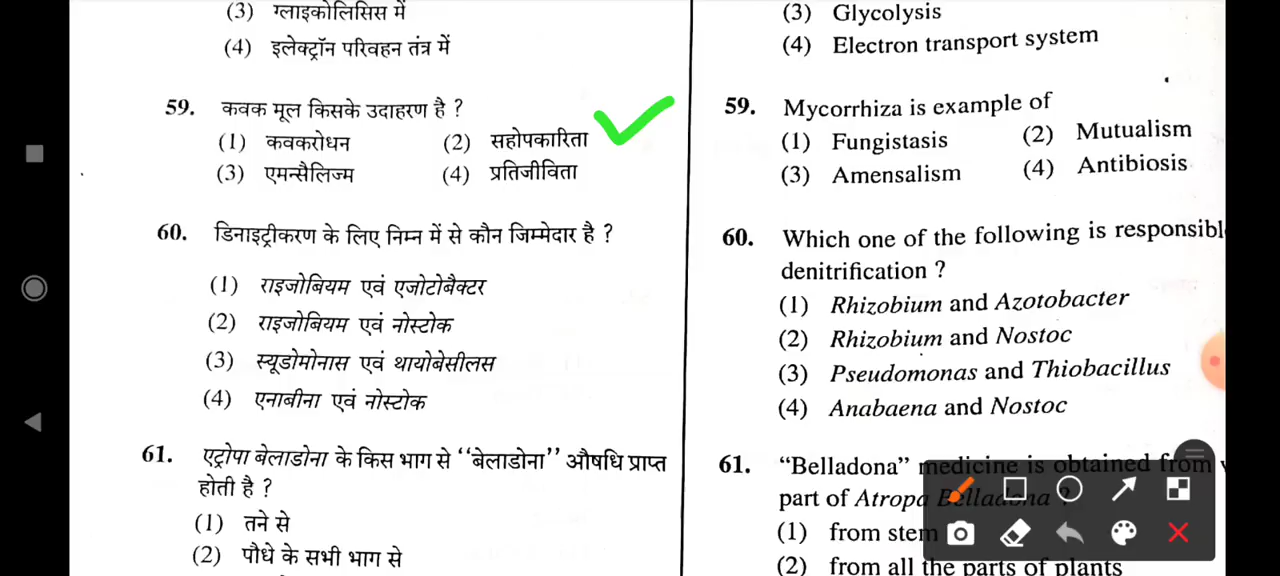 (3) ग्लाइकोलिसिस में
(4) इलेक्ट्रॉन परिवहन तंत्र में
59. कवक मूल किसके उदाहरण है ?
(1) कवकरोधन (2) सहोपकारिता
(3) एमन्सैलिज्म (4) प्रतिजीविता
60. डिनाइट्रीकरण के लिए निम्न में से कौन जिम्मेदार है ?
(1) राइजोबियम एवं एजोटोबैक्टर
(2) राइजोबियम एवं नोस्टोक
(3) स्यूडोमोनास एवं थायोबेसीलस
(4) एनाबीना एवं नोस्टोक
61. एट्रोपा बेलाडोना के किस भाग से "बेलाडोना" औषधि प्राप्त
होती है ?
(1) तने से
(2) पौधे के सभी भाग से
(3) Glycolysis
(4) Electron transport system
59. Mycorrhiza is example of
(1) Fungistasis (2) Mutualism
(3) Amensalism (4) Antibiosis
60. Which one of the following is responsibl
denitrification ?
(1) Rhizobium and Azotobacter
(2) Rhizobium and Nostoc
(3) Pseudomonas and Thiobacillus
(4) Anabaena and Nostoc
61. "Belladona" medicine is obtained from
part of Atropa Belladona ?
(1) from stem
(2) from all the parts of plants